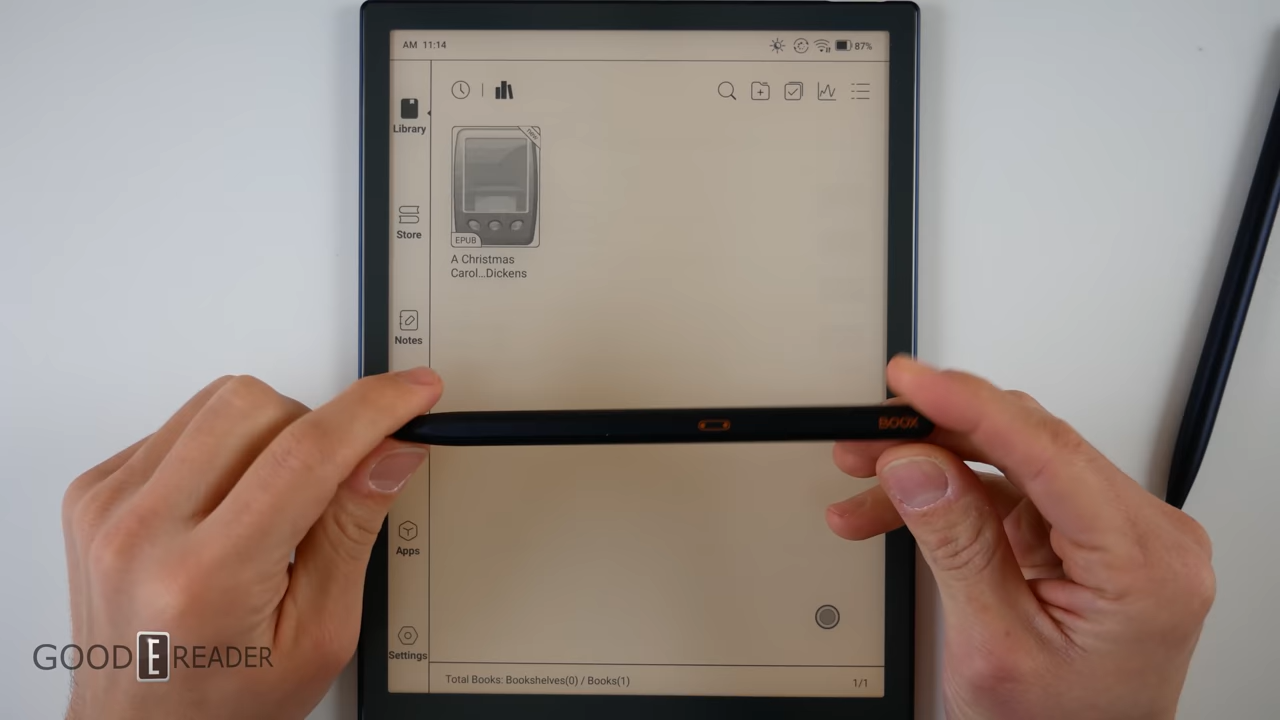 AM 11:14
87%
Library
new
EPUB
A Christmas
Carol...Dickens
Store
Notes
BOOX
Apps
Settings
Total Books: Bookshelves(0) / Books(1)
1/1
GOOD E READER